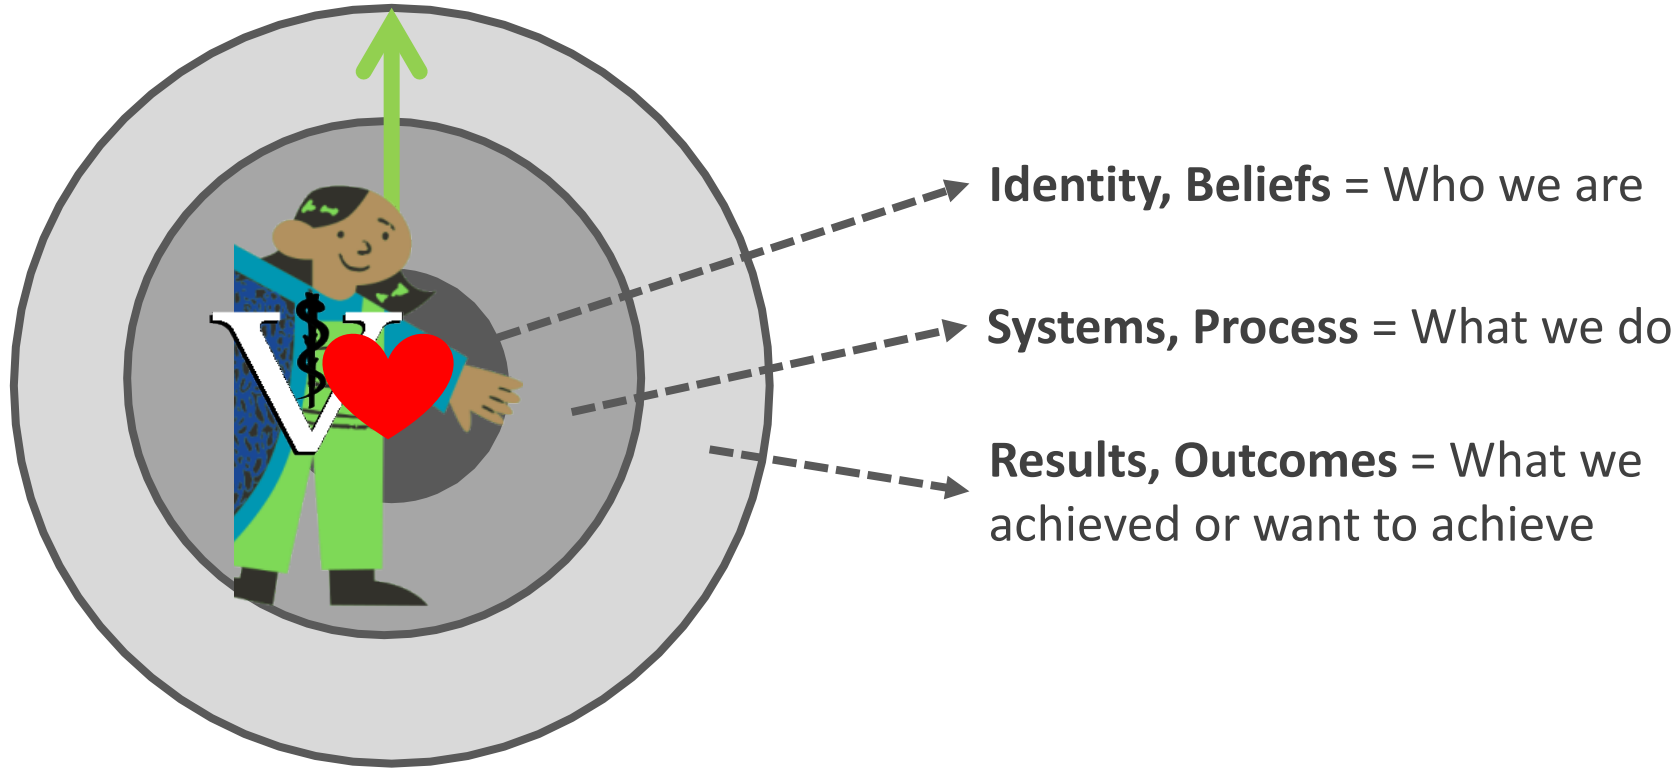 Identity, Beliefs = Who we are
Systems, Process = What we do
Results, Outcomes = What we
achieved or want to achieve
V